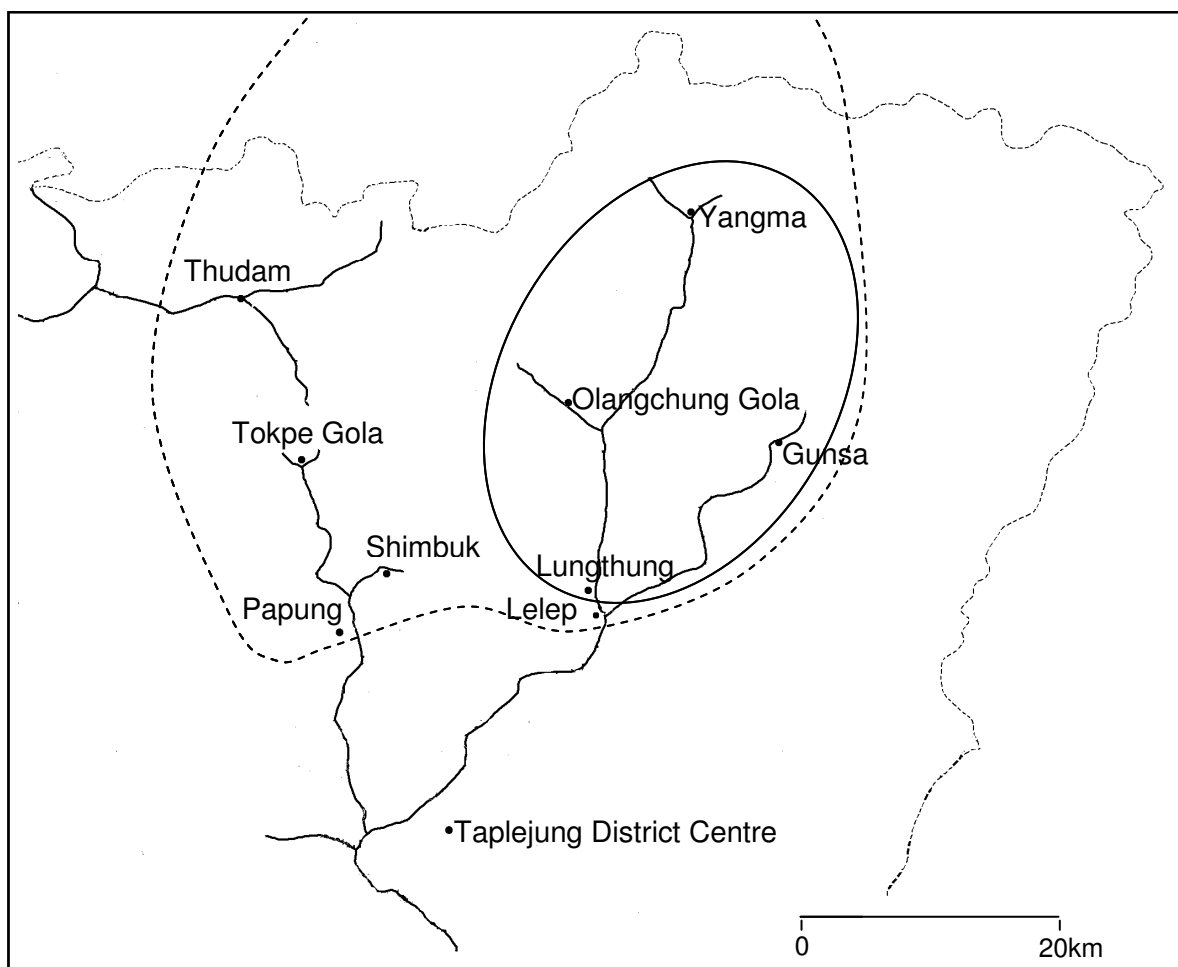 Yangma
Thudam
Olangchung Gola
Tokpe Gola
Gunsa
Shimbuk
Lungthung
Papung
Lelep
Taplejung District Centre
0
20km